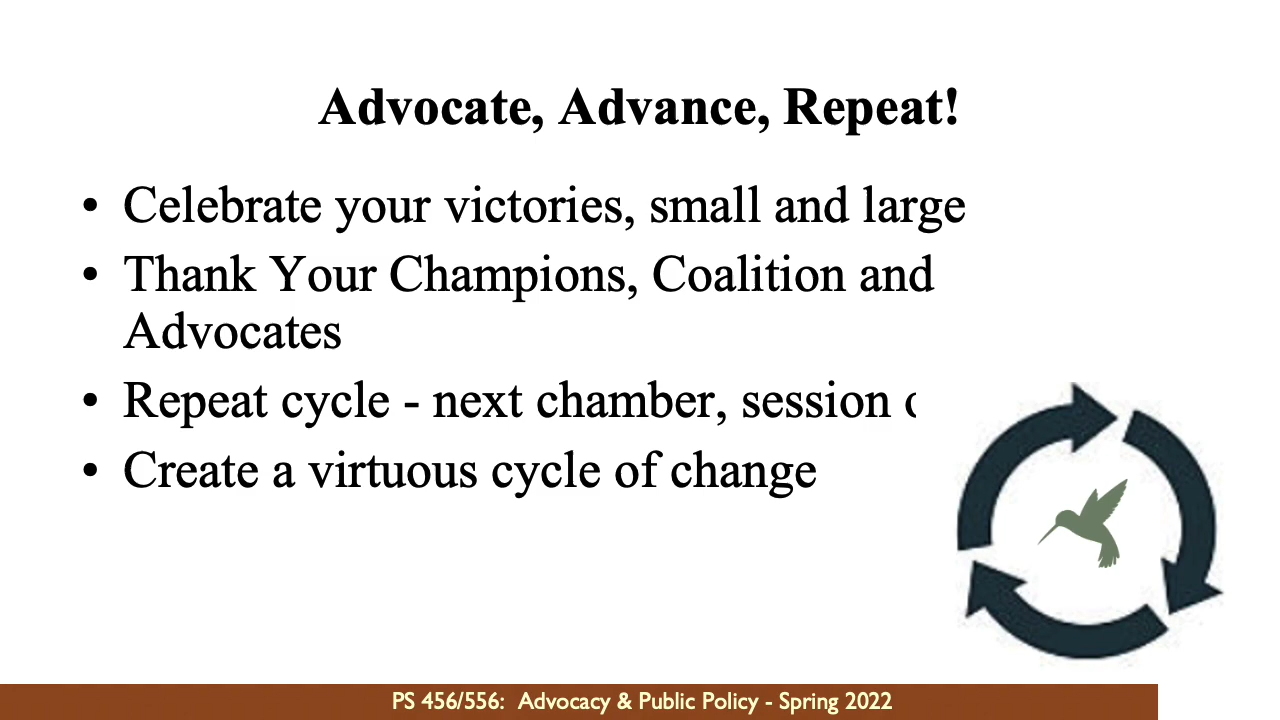 Advocate, Advance, Repeat!
• Celebrate your victories, small and large
• Thank Your Champions, Coalition and
Advocates
• Repeat cycle - next chamber, session
• Create a virtuous cycle of change
PS 456/556: Advocacy & Public Policy - Spring 2022